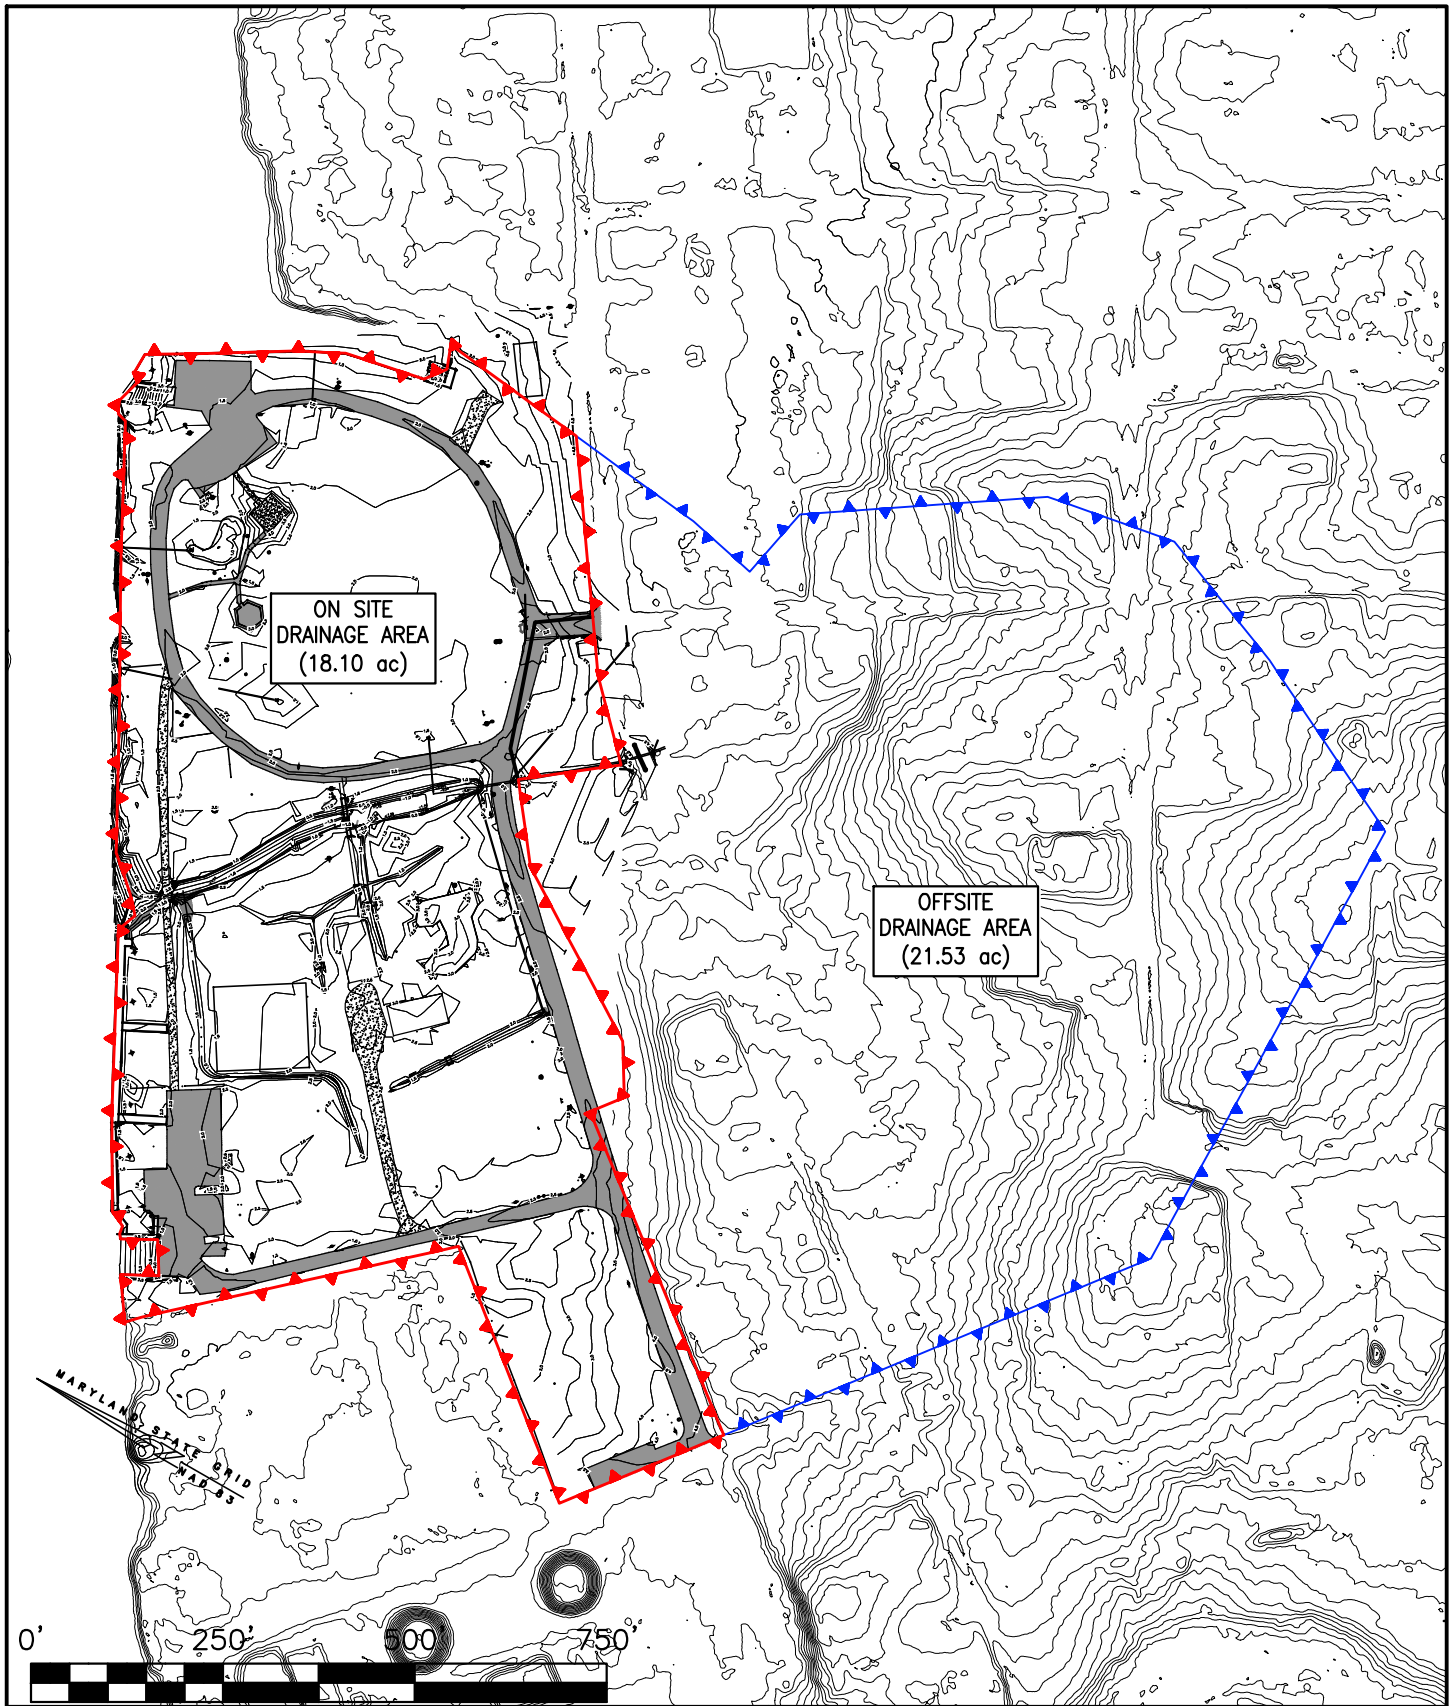 ON SITE
DRAINAGE AREA
(18.10 ac)
OFFSITE
DRAINAGE AREA
(21.53 ac)
MARYLAND STATE GRID
NAD 83
0' 250' 500' 750'